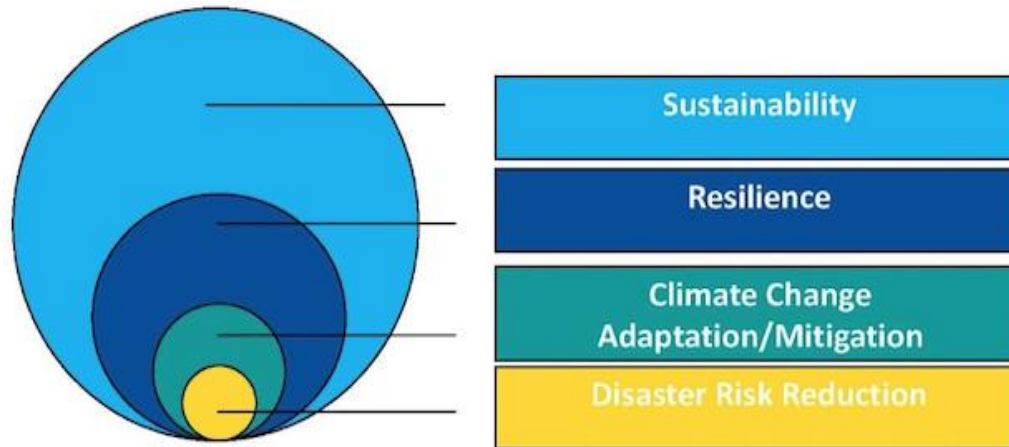 Sustainability
Resilience
Climate Change
Adaptation/Mitigation
Disaster Risk Reduction